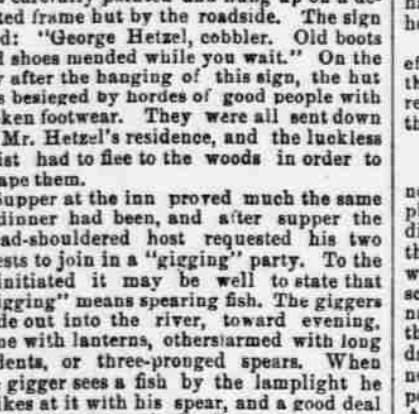 ted frame but by the roadside. The sign
d: "George Hetzel, cobbler. Old boots
d shoes mended while you wait." On the
y after the hanging of this sign, the hut
s besieged by hordes of good people with
ken footwear. They were all sent down
Mr. Hetzel's residence, and the luckless
ist had to flee to the woods in order to
ape them.
Supper at the inn proved much the same
dinner had been, and after supper the
ad-shouldered host requested his two
ests to join in a "gigging" party. To the
initiated it may be well to state that
igging" means spearing fish. The giggers
de out into the river, toward evening,
ne with lanterns, others armed with long
dents, or three-pronged spears. When
gigger sees a fish by the lamplight he
ikes at it with his spear, and a good deal